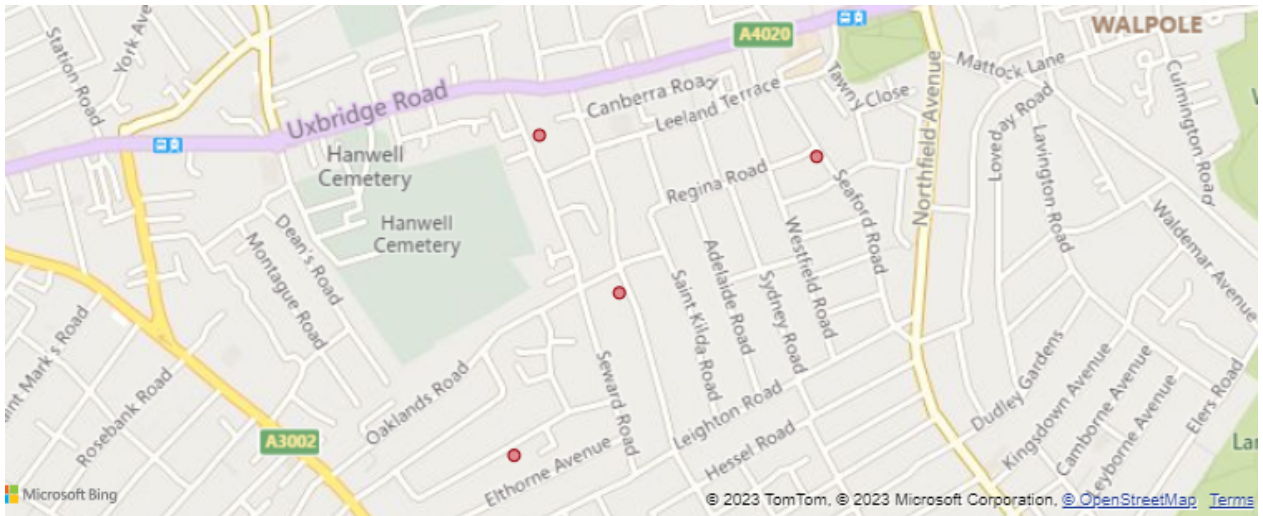 WALPOLE
A4020
Station Road
York Ave
Uxbridge Road
Canberra Road
Leeland Terrace
Tawny Close
Mattock Lane
Culmington Road
Northfield Avenue
Loveday Road
Lavington Road
Hanwell
Cemetery
Hanwell
Cemetery
Regina Road
Seaford Road
Waldemar Avenue
Dean's Road
Montague Road
Westfield Road
Adelaide Road
Sydney Road
Saint Kilda Road
Seward Road
aint Mark's Road
Rosebank Road
Oaklands Road
A3002
Elthorne Avenue
Leighton Road
Hessel Road
Dudley Gardens
Kingsdown Avenue
Camborne Avenue
Leyborne Avenue
Elers Road
Lar
Microsoft Bing
© 2023 TomTom, © 2023 Microsoft Corporation, © OpenStreetMap Terms